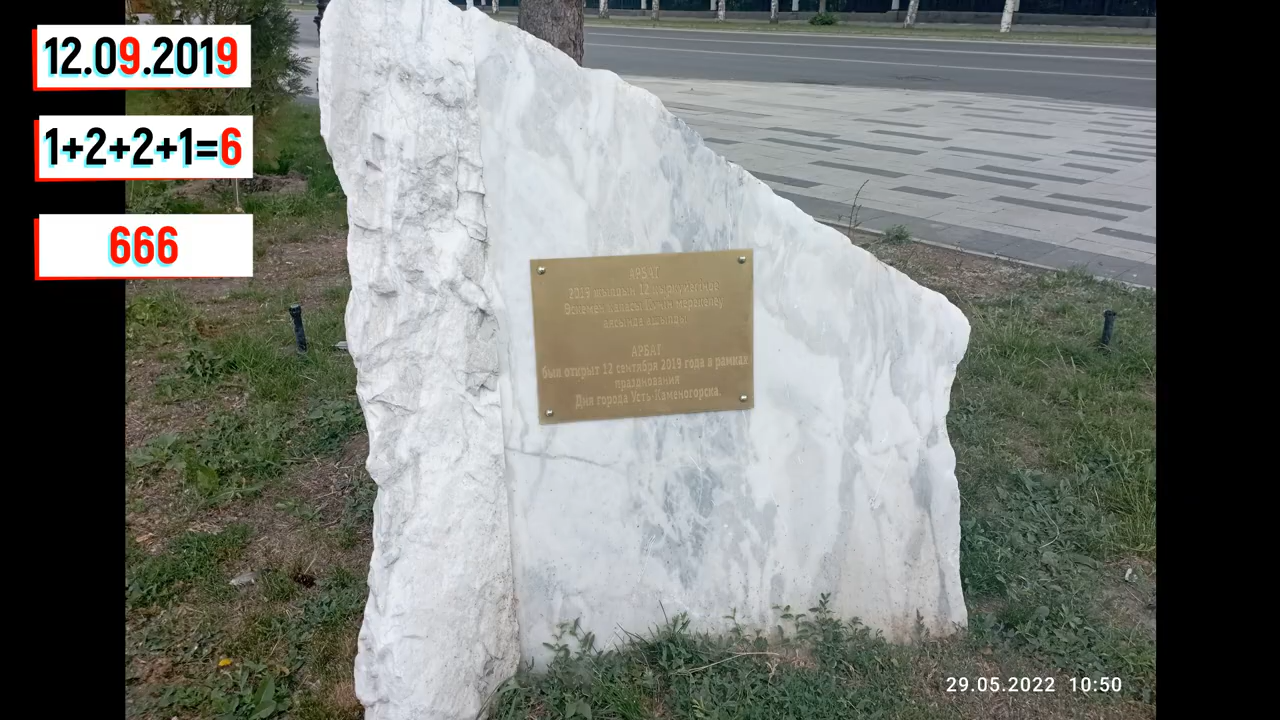 12.09.2019
1+2+2+1=6
666
АРБАТ
2019 жылдың 12 қыркүйегінде
Өскемен қаласы Күнін мерекелеу
аясында ашылды
АРБАТ
был открыт 12 сентября 2019 года в рамках
празднования
Дня города Усть-Каменогорска.
29.05.2022 10:50